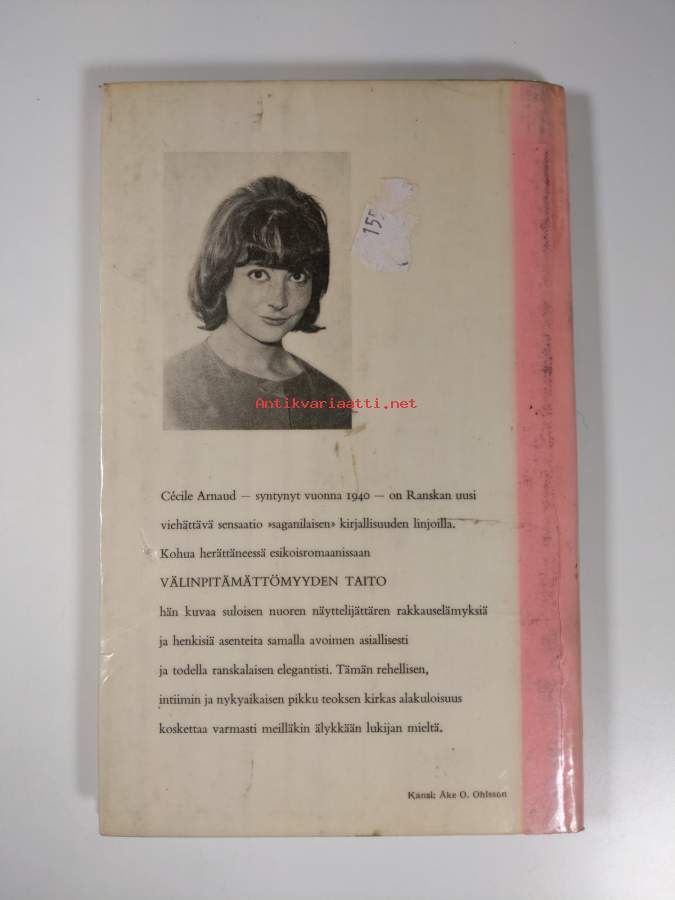 155
Antikvariaatti.net
Cécile Arnaud — syntynyt vuonna 1940 — on Ranskan uusi
viehättävä sensaatio »saganilaisen» kirjallisuuden linjoilla.
Kohua herättäneessä esikoisromaanissaan
VÄLINPITÄMÄTTÖMYYDEN TAITO
hän kuvaa suloisen nuoren näyttelijättären rakkauselämyksiä
ja henkisiä asenteita samalla avoimen asiallisesti
ja todella ranskalaisen elegantisti. Tämän rehellisen,
intiimin ja nykyaikaisen pikku teoksen kirkas alakuloisuus
koskettaa varmasti meilläkin älykkään lukijan mieltä.
Kansi: Åke O. Ohlsson